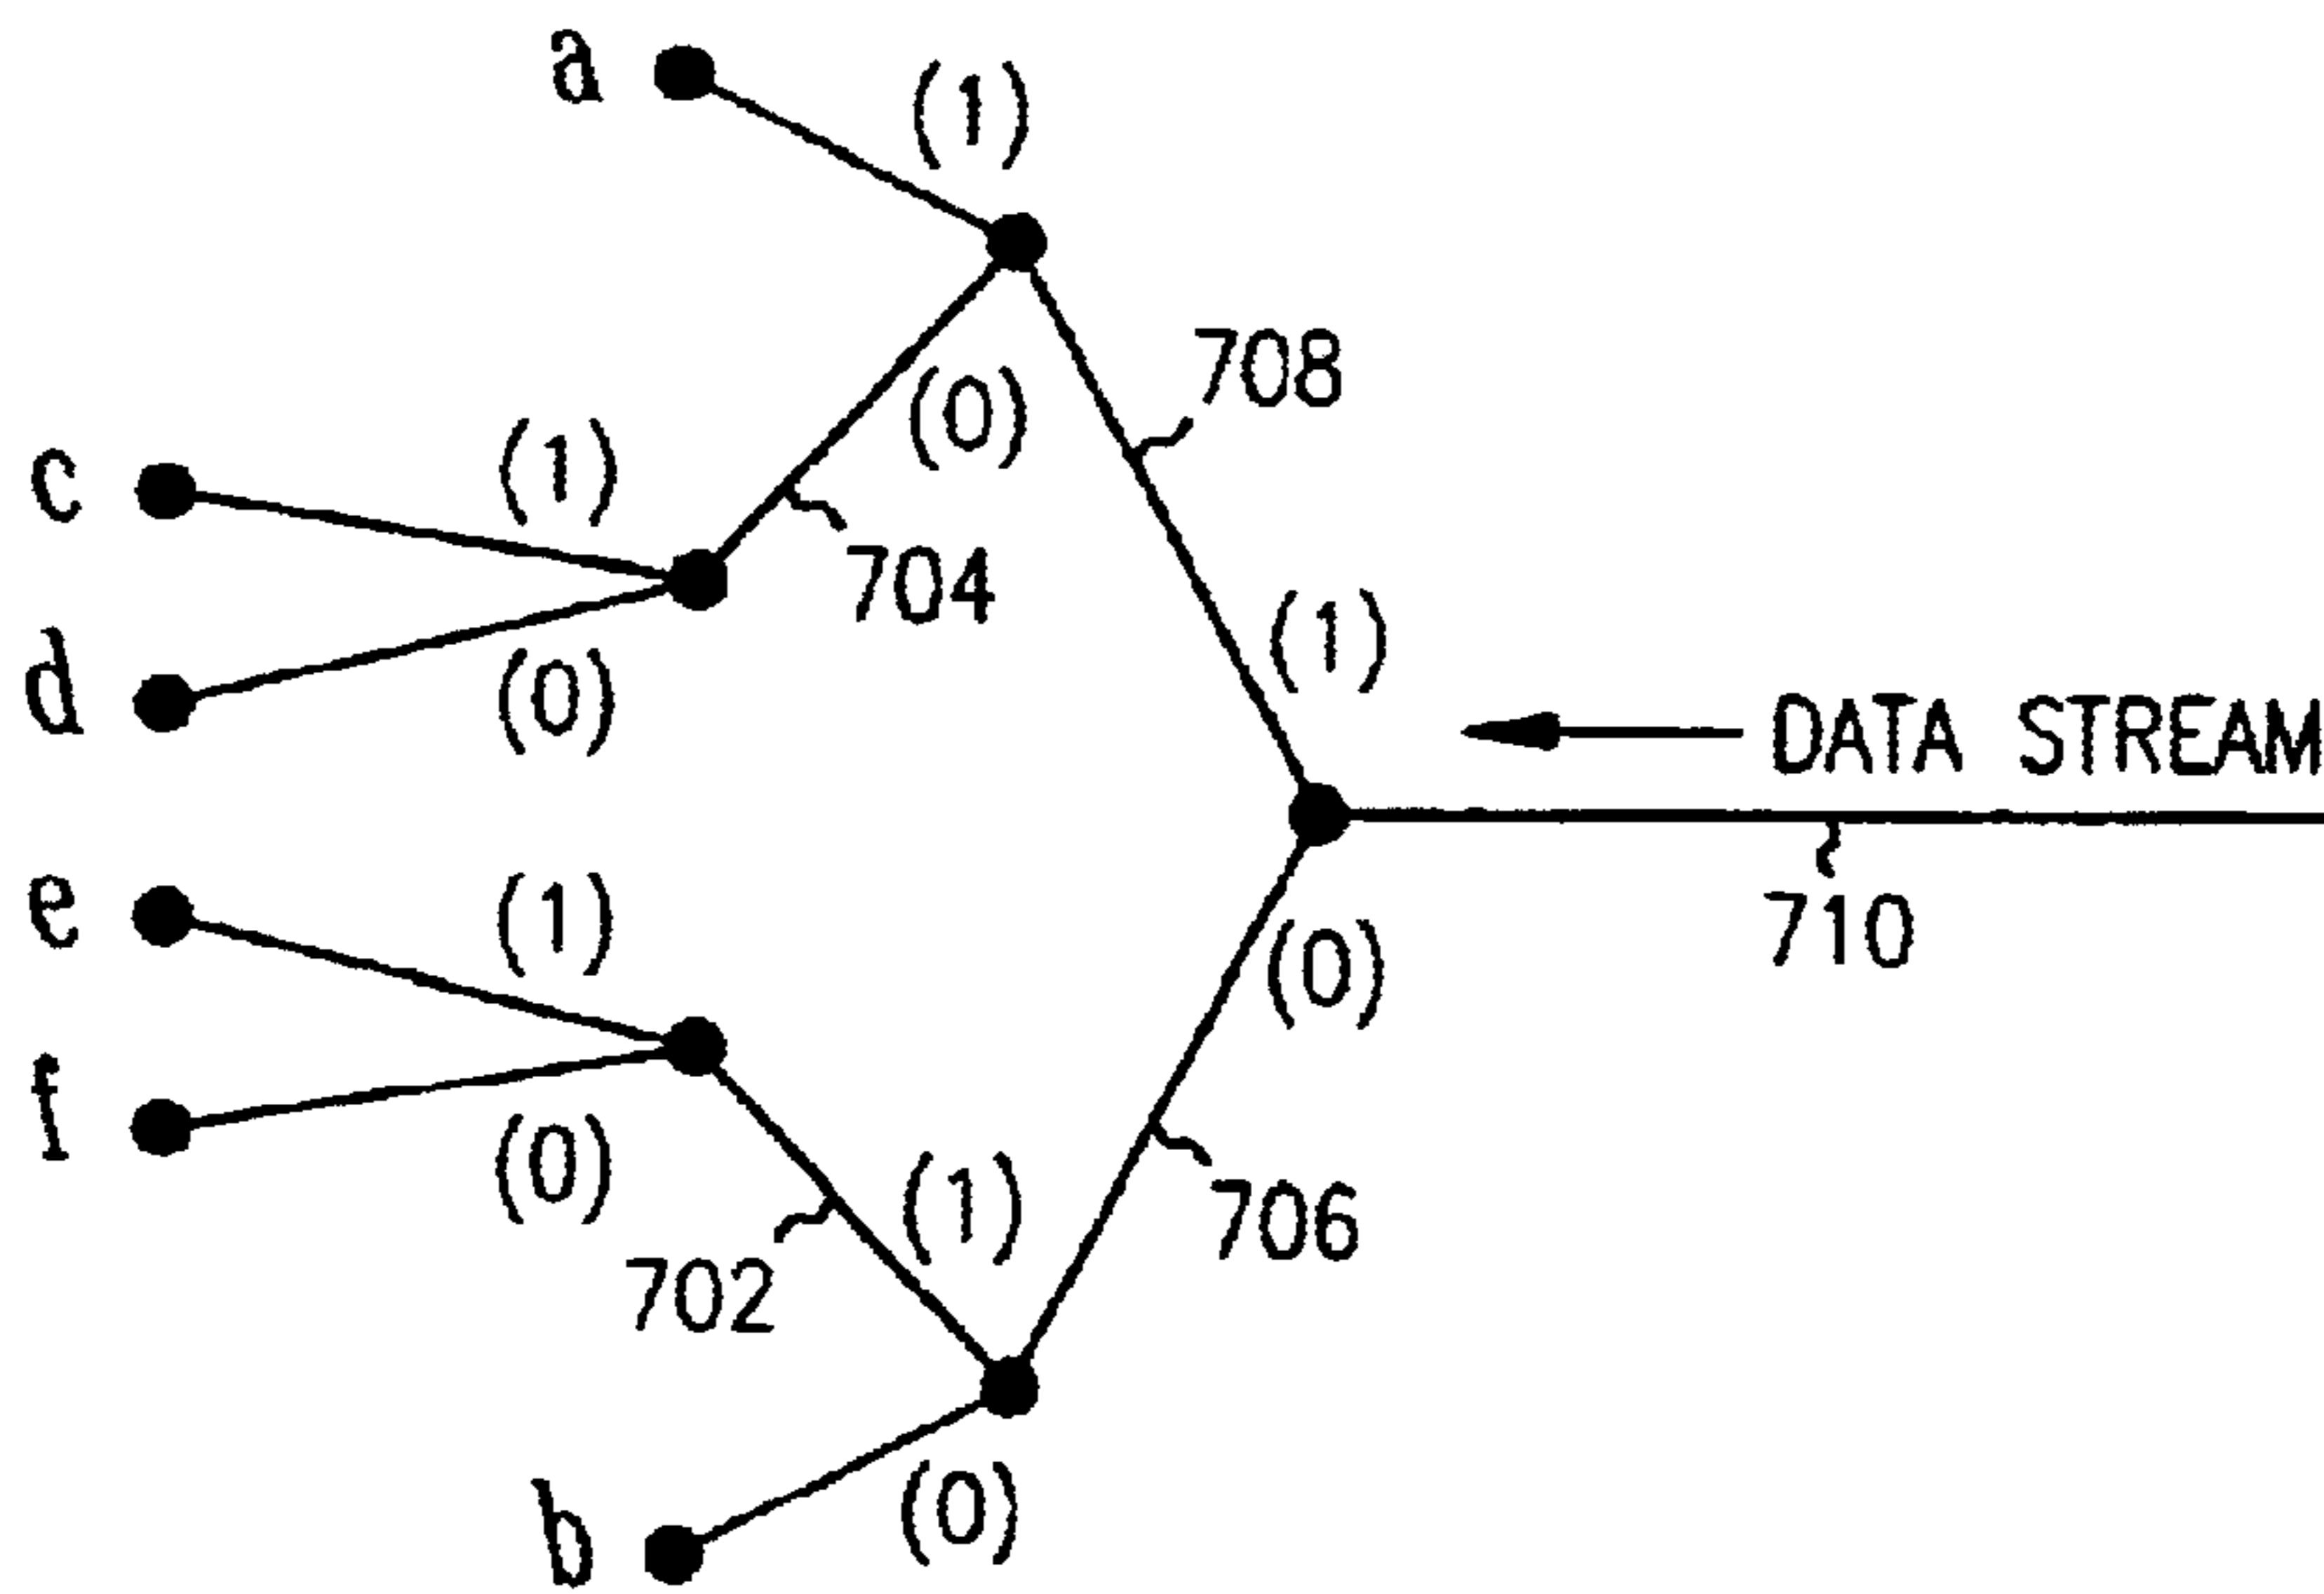 a
(1)
708
(0)
c
(1)
704
(1)
d
(0)
DATA STREAM
e
(1)
710
(0)
f
(0)
(1)
706
702
b
(0)